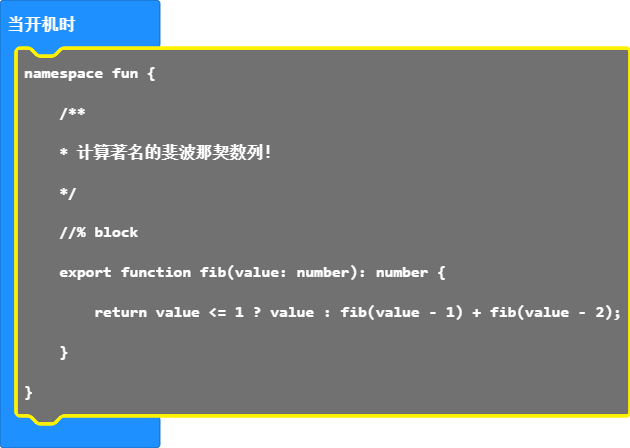 当开机时
namespace fun {
/**
* 计算著名的斐波那契数列！
*/
//% block
export function fib(value: number): number {
return value <= 1 ? value : fib(value - 1) + fib(value - 2);
}
}